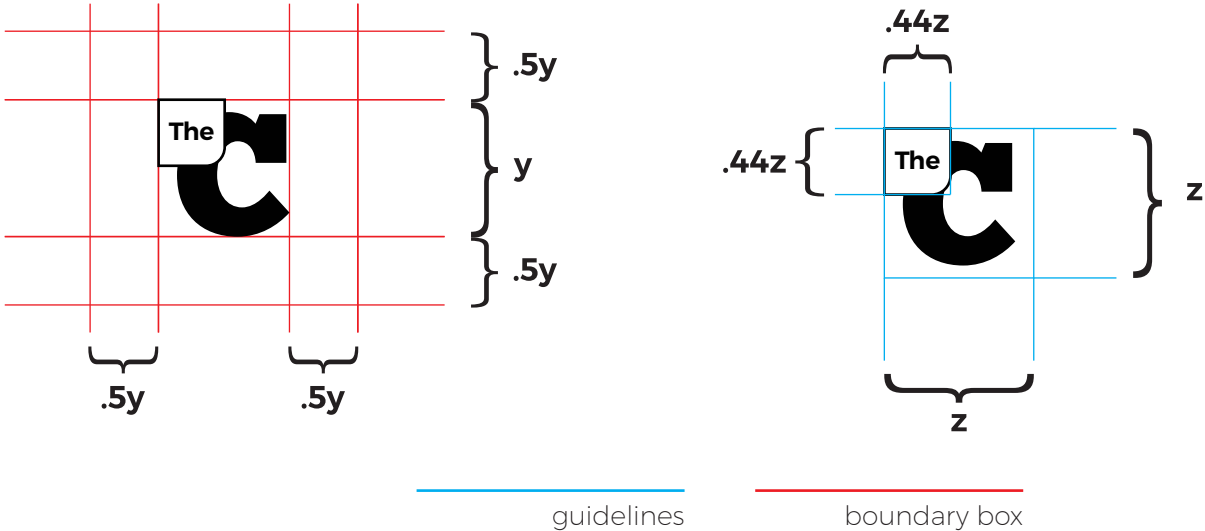 .44z
.5y
The
y
.44z
The
z
.5y
.5y
.5y
z
guidelines
boundary box